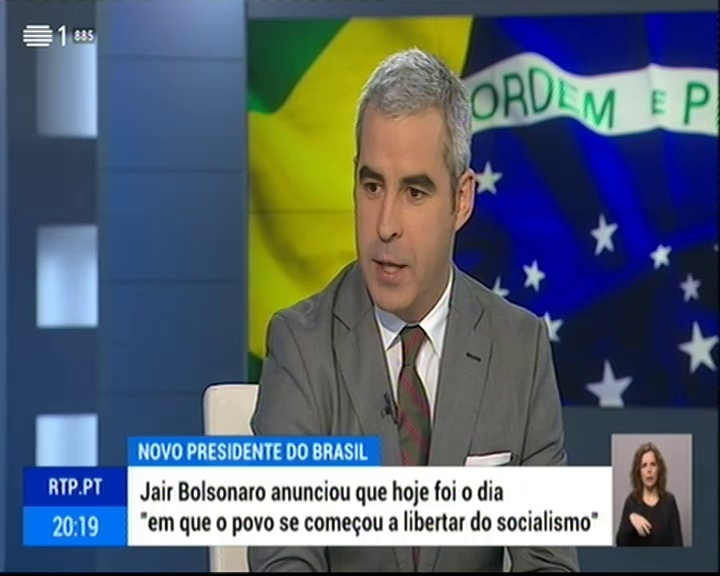 1 885
ORDEM E P
NOVO PRESIDENTE DO BRASIL
RTP.PT
Jair Bolsonaro anunciou que hoje foi o dia
20:19
"em que o povo se começou a libertar do socialismo"